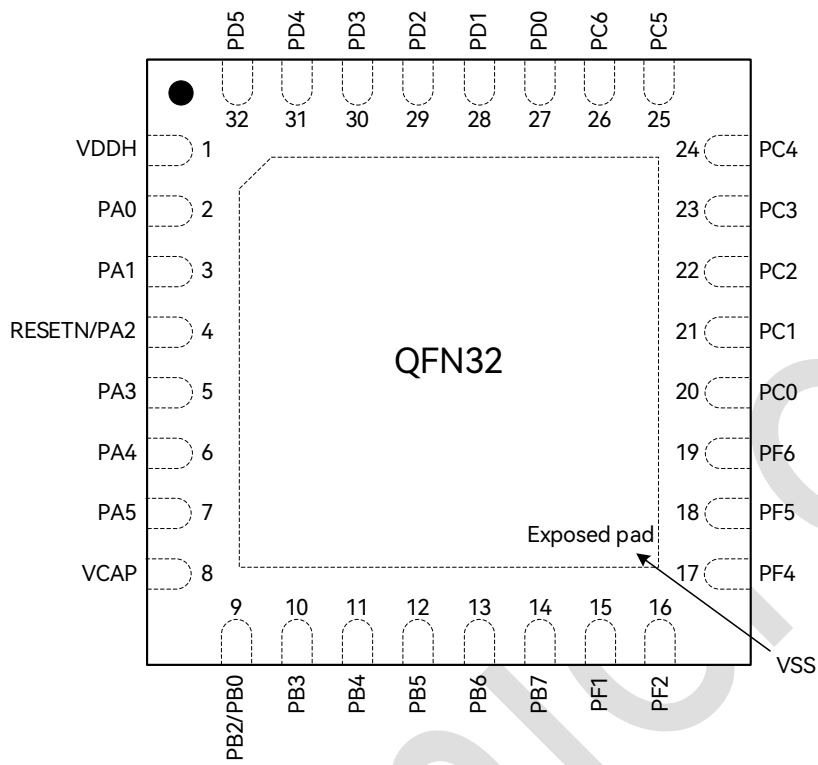 PD5 PD4 PD3 PD2 PD1 PD0 PC6 PC5
32 31 30 29 28 27 26 25
VDDH 1 24 PC4
PA0 2 23 PC3
PA1 3 22 PC2
RESETN/PA2 4 21 PC1
QFN32
PA3 5 20 PC0
PA4 6 19 PF6
PA5 7 18 PF5
Exposed pad
VCAP 8 17 PF4
9 10 11 12 13 14 15 16
VSS
PB2/PB0 PB3 PB4 PB5 PB6 PB7 PF1 PF2